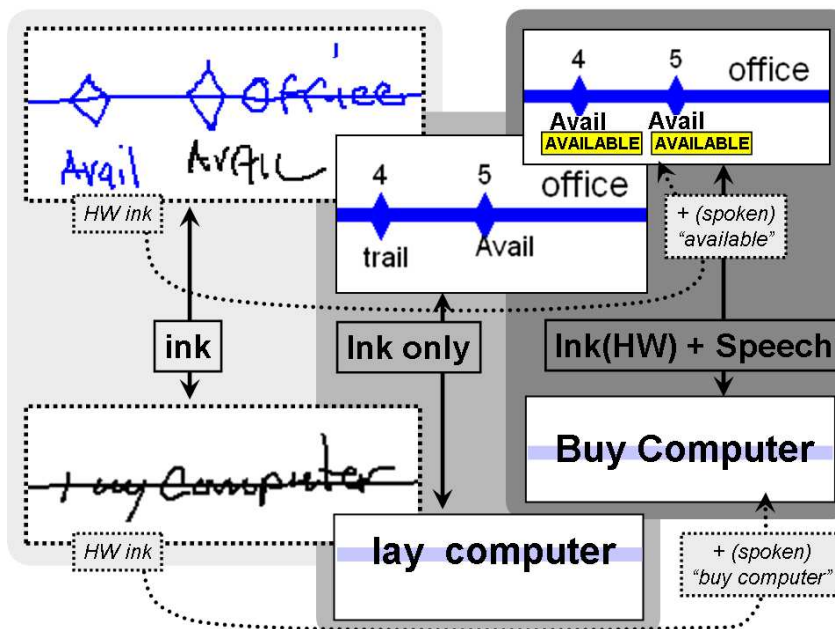 Office
Avail AVAIL
HW ink
4 5
office
trail Avail
4 5
office
Avail Avail
AVAILABLE AVAILABLE
+ (spoken)
“available”
ink
Ink only
Ink(HW) + Speech
Computer
HW ink
lay computer
Buy Computer
+ (spoken)
“buy computer”